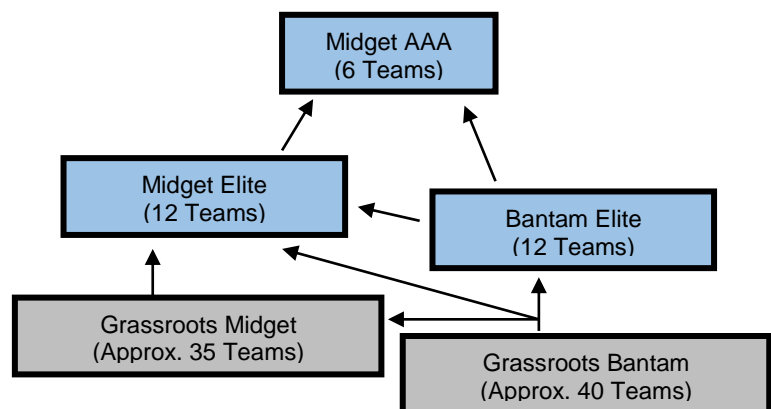 Midget AAA
(6 Teams)
Midget Elite
(12 Teams)
Bantam Elite
(12 Teams)
Grassroots Midget
(Approx. 35 Teams)
Grassroots Bantam
(Approx. 40 Teams)